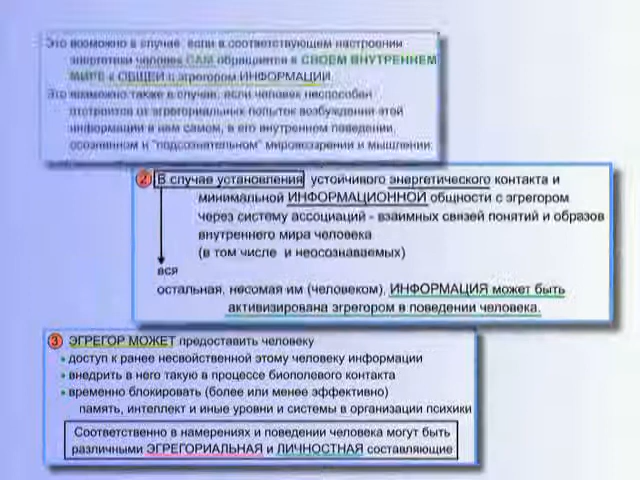 Это возможно в случае, если в соответствующем настроении
энергетики человек САМ обращается в СВОЕМ ВНУТРЕННЕМ
МИРЕ к ОБЩЕЙ с эгрегором ИНФОРМАЦИИ.
Это возможно также в случаи, если человек неспособен
отстроится от эгрегориальных попыток возбуждении этой
информации в нем самом, в его внутреннем поведении,
осознанном и "подсознательном" мировоззрении и мышлении.
2 В случае установления устойчивого энергетического контакта и
минимальной ИНФОРМАЦИОННОЙ общности с эгрегором
через систему ассоциаций - взаимных связей понятий и образов
внутреннего мира человека
(в том числе и неосознаваемых)
вся
остальная, несомая им (человеком), ИНФОРМАЦИЯ может быть
активизирована эгрегором в поведении человека.
3 ЭГРЕГОР МОЖЕТ предоставить человеку
• доступ к ранее несвойственной этому человеку информации
• внедрить в него такую в процессе биополевого контакта
• временно блокировать (более или менее эффективно)
память, интеллект и иные уровни и системы в организации психики
Соответственно в намерениях и поведении человека могут быть
различными ЭГРЕГОРИАЛЬНАЯ и ЛИЧНОСТНАЯ составляющие